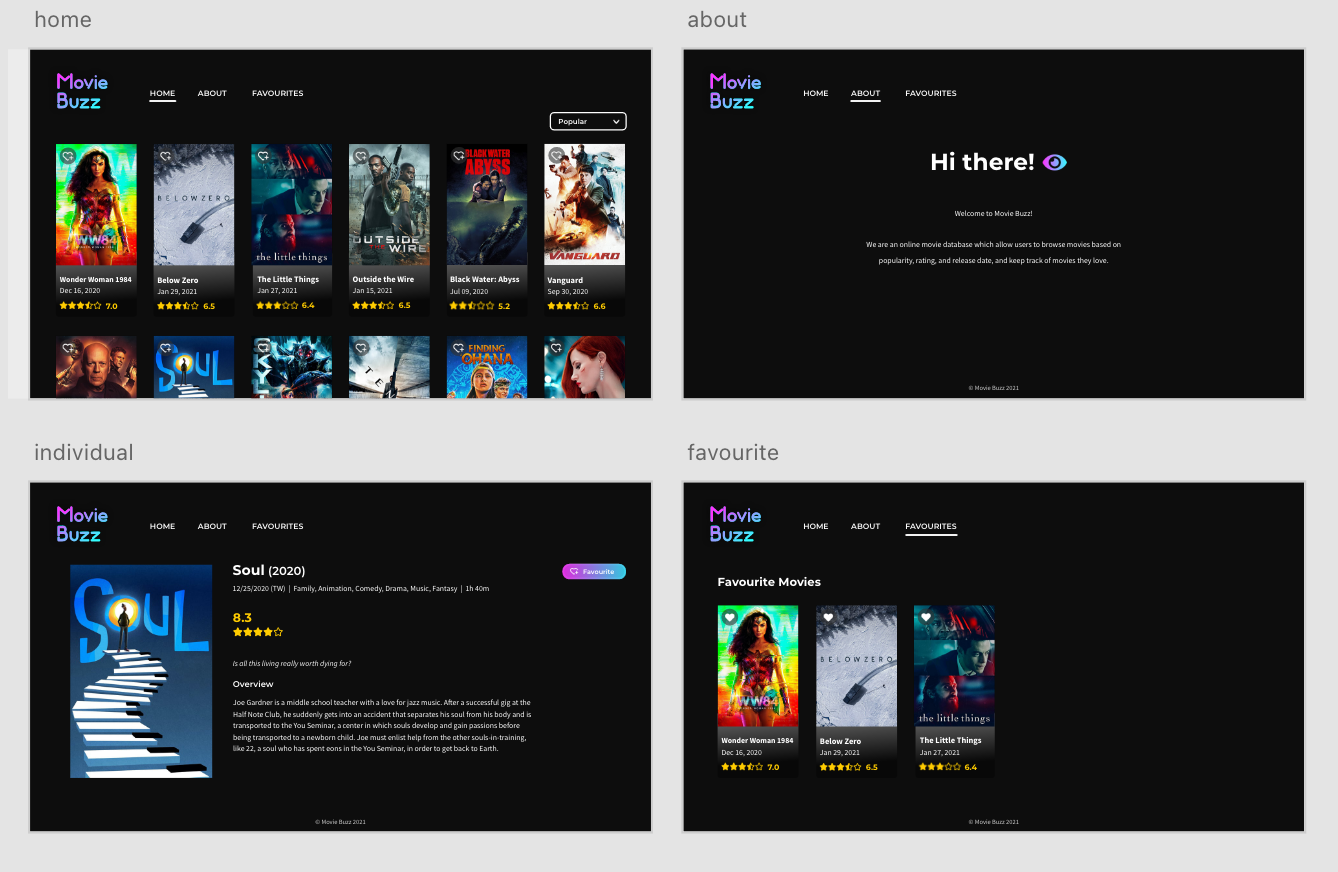 home
Movie
Buzz
HOME ABOUT FAVOURITES
Popular
WW84
BELOW ZERO
the little things
OUTSIDE
THE WIRE
BLACK WATER
ABYSS
VANGUARD
Wonder Woman 1984
Dec 16, 2020
7.0
Below Zero
Jan 29, 2021
6.5
The Little Things
Jan 27, 2021
6.4
Outside the Wire
Jan 15, 2021
6.5
Black Water: Abyss
Jul 09, 2020
5.2
Vanguard
Sep 30, 2020
6.6
SOUL
SKYL
TEN
FINDING
OHANA
about
Movie
Buzz
HOME ABOUT FAVOURITES
Hi there!
Welcome to Movie Buzz!
We are an online movie database which allow users to browse movies based on
popularity, rating, and release date, and keep track of movies they love.
© Movie Buzz 2021
individual
Movie
Buzz
HOME ABOUT FAVOURITES
SOUL
Soul (2020)
Favourite
12/25/2020 (TW) | Family, Animation, Comedy, Drama, Music, Fantasy | 1h 40m
8.3
Is all this living really worth dying for?
Overview
Joe Gardner is a middle school teacher with a love for jazz music. After a successful gig at the
Half Note Club, he suddenly gets into an accident that separates his soul from his body and is
transported to the You Seminar, a center in which souls develop and gain passions before
being transported to a newborn child. Joe must enlist help from the other souls-in-training,
like 22, a soul who has spent eons in the You Seminar, in order to get back to Earth.
© Movie Buzz 2021
favourite
Movie
Buzz
HOME ABOUT FAVOURITES
Favourite Movies
WW84
BELOW ZERO
the little things
Wonder Woman 1984
Dec 16, 2020
7.0
Below Zero
Jan 29, 2021
6.5
The Little Things
Jan 27, 2021
6.4
© Movie Buzz 2021